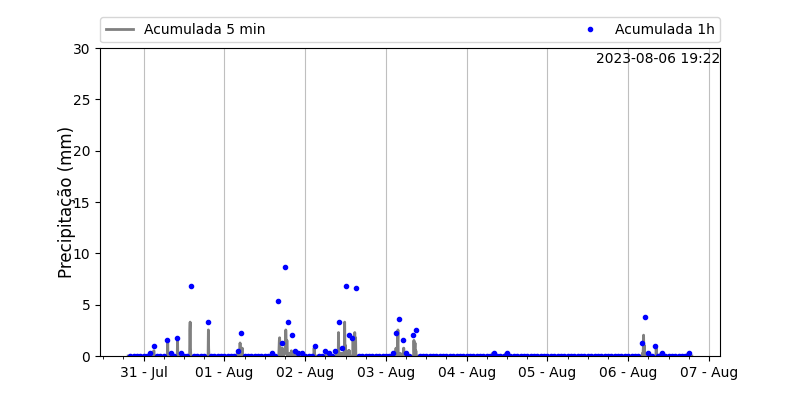 Acumulada 5 min
Acumulada 1h
2023-08-06 19:22
Precipitação (mm)
30
25
20
15
10
5
0
31 - Jul
01 - Aug
02 - Aug
03 - Aug
04 - Aug
05 - Aug
06 - Aug
07 - Aug